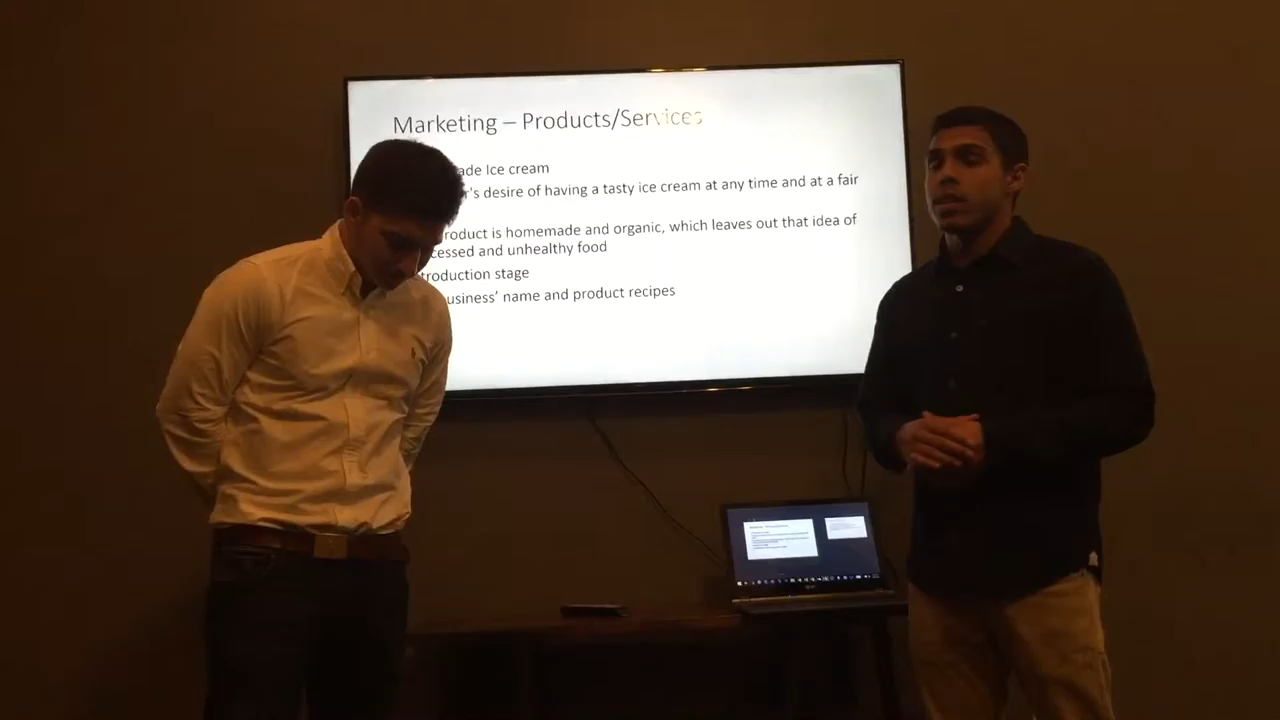 Marketing – Products/Services
ade Ice cream
r's desire of having a tasty ice cream at any time and at a fair
roduct is homemade and organic, which leaves out that idea of
cessed and unhealthy food
troduction stage
usiness' name and product recipes